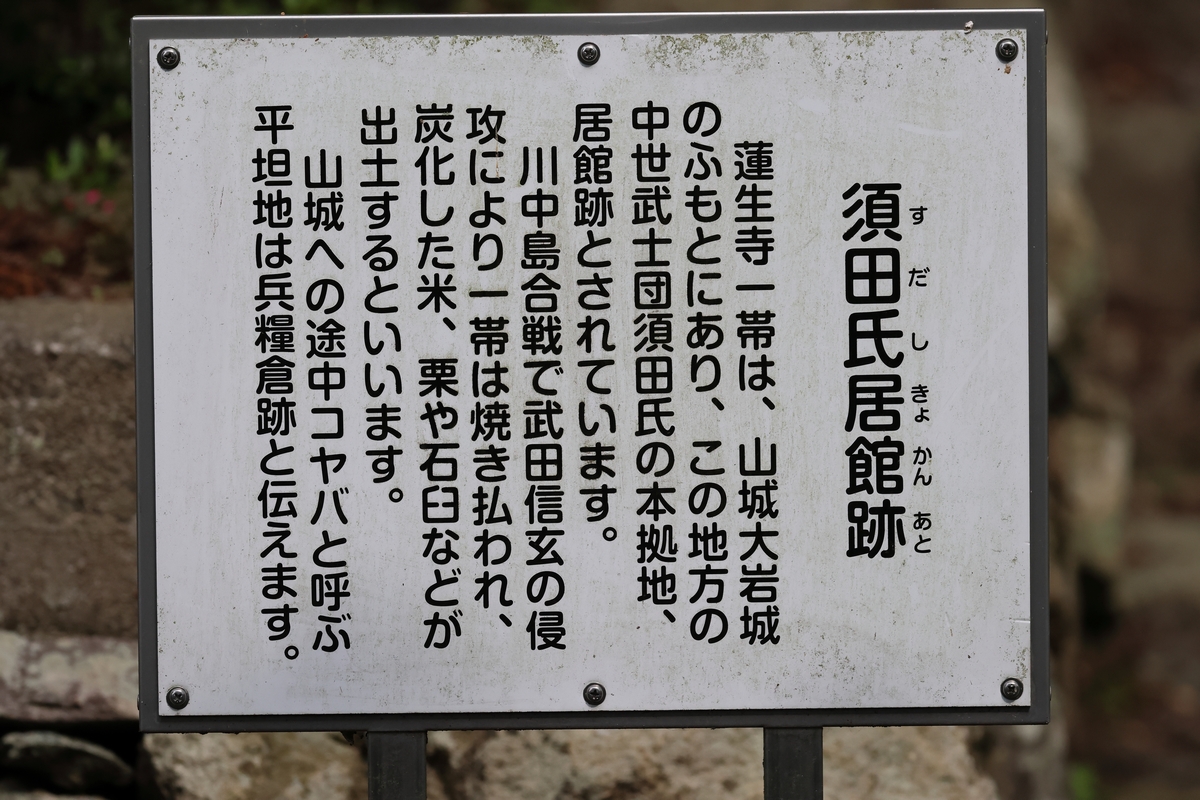 須田氏居館跡
すだしきょかんあと
蓮生寺一帯は、山城大岩城
のふもとにあり、この地方の
中世武士団須田氏の本拠地、
居館跡とされています。
川中島合戦で武田信玄の侵
攻により一帯は焼き払われ、
炭化した米、栗や石臼などが
出土するといいます。
山城への途中コヤバと呼ぶ
平坦地は兵糧倉跡と伝えます。